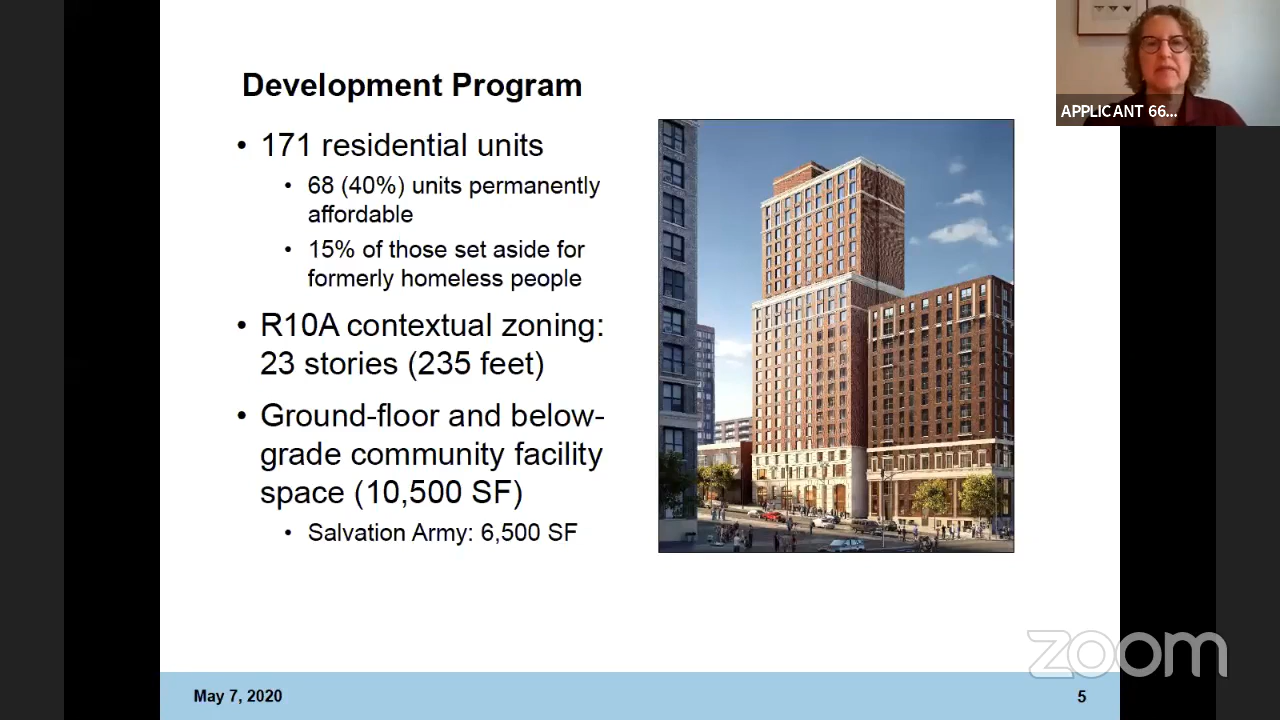 Development Program
• 171 residential units
• 68 (40%) units permanently
affordable
• 15% of those set aside for
formerly homeless people
• R10A contextual zoning:
23 stories (235 feet)
• Ground-floor and below-
grade community facility
space (10,500 SF)
• Salvation Army: 6,500 SF
APPLICANT 66...
zoom
May 7, 2020
5